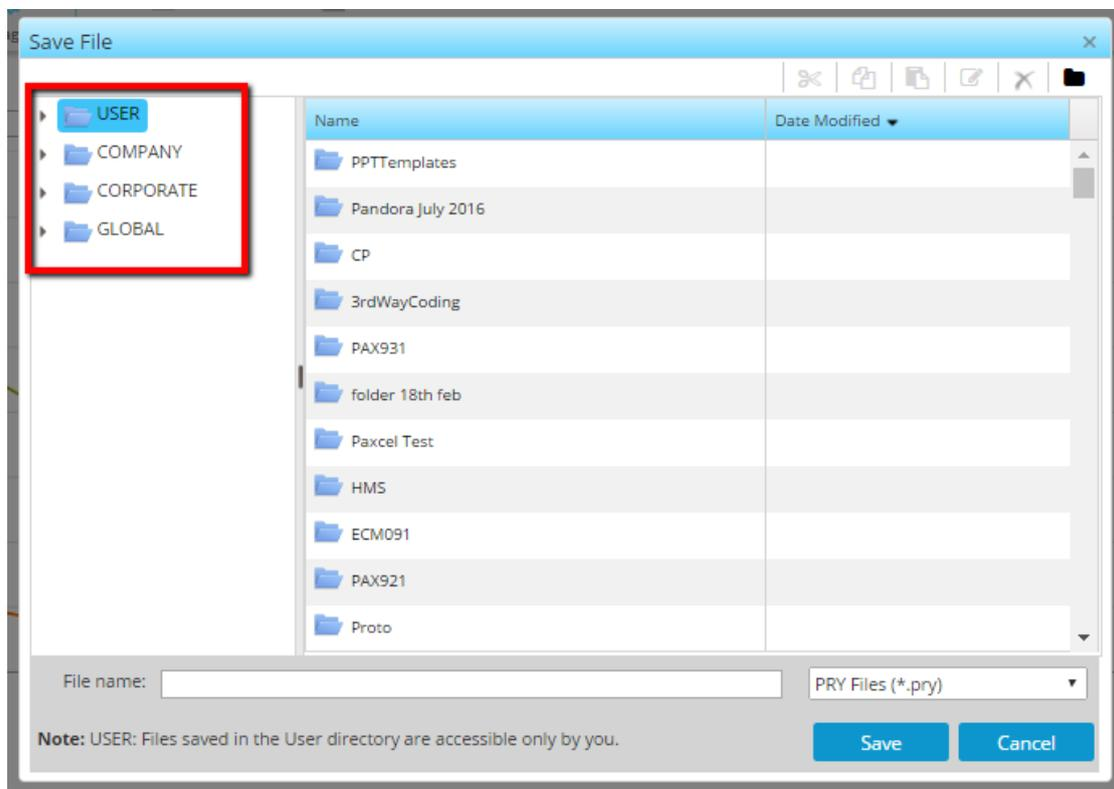 Save File
USER
COMPANY
CORPORATE
GLOBAL
Name Date Modified
PPTTemplates
Pandora July 2016
CP
3rdWayCoding
PAX931
folder 18th feb
Paxcel Test
HMS
ECM091
PAX921
Proto
File name: PRY Files (*.pry)
Note: USER: Files saved in the User directory are accessible only by you.
Save Cancel